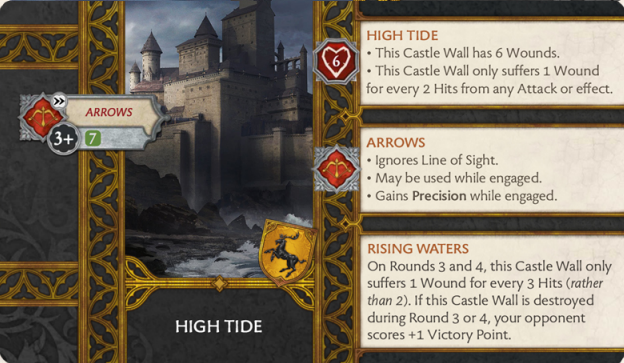 ARROWS
3+
7
HIGH TIDE
6
HIGH TIDE
• This Castle Wall has 6 Wounds.
• This Castle Wall only suffers 1 Wound
for every 2 Hits from any Attack or effect.
ARROWS
• Ignores Line of Sight.
• May be used while engaged.
• Gains Precision while engaged.
RISING WATERS
On Rounds 3 and 4, this Castle Wall only
suffers 1 Wound for every 3 Hits (rather
than 2). If this Castle Wall is destroyed
during Round 3 or 4, your opponent
scores +1 Victory Point.